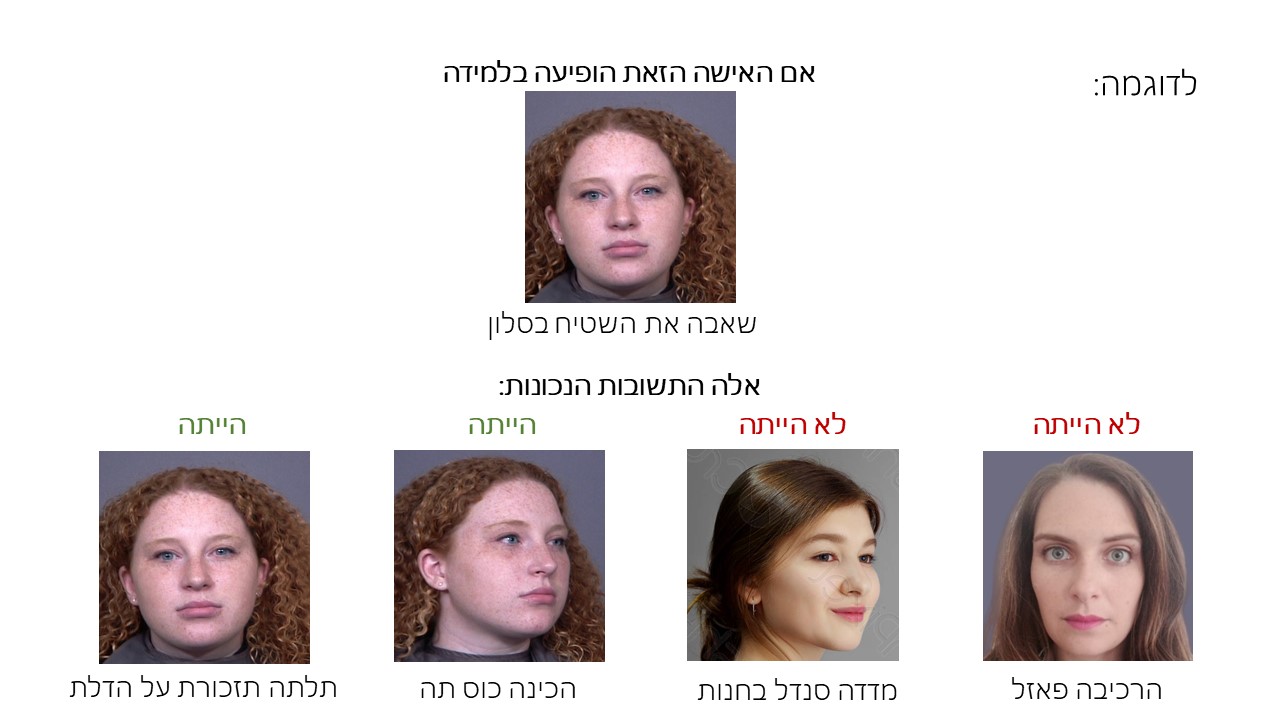 לדוגמה:
אם האישה הזאת הופיעה בלמידה
שאבה את השטיח בסלון
אלה התשובות הנכונות:
לא הייתה
לא הייתה
הייתה
הייתה
הרכיבה פאזל
מדדה סנדל בחנות
הכינה כוס תה
תלתה תזכורת על הדלת